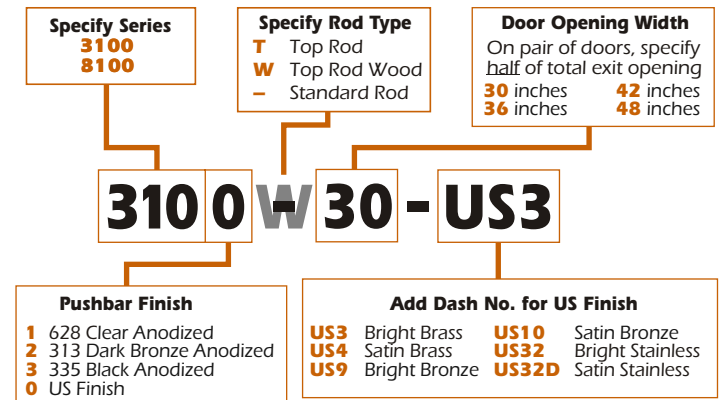 Specify Series
3100
8100
Specify Rod Type
T Top Rod
W Top Rod Wood
– Standard Rod
Door Opening Width
On pair of doors, specify
half of total exit opening
30 inches 42 inches
36 inches 48 inches
310 0 W - 30 - US3
Pushbar Finish
1 628 Clear Anodized
2 313 Dark Bronze Anodized
3 335 Black Anodized
0 US Finish
Add Dash No. for US Finish
US3 Bright Brass US10 Satin Bronze
US4 Satin Brass US32 Bright Stainless
US9 Bright Bronze US32D Satin Stainless